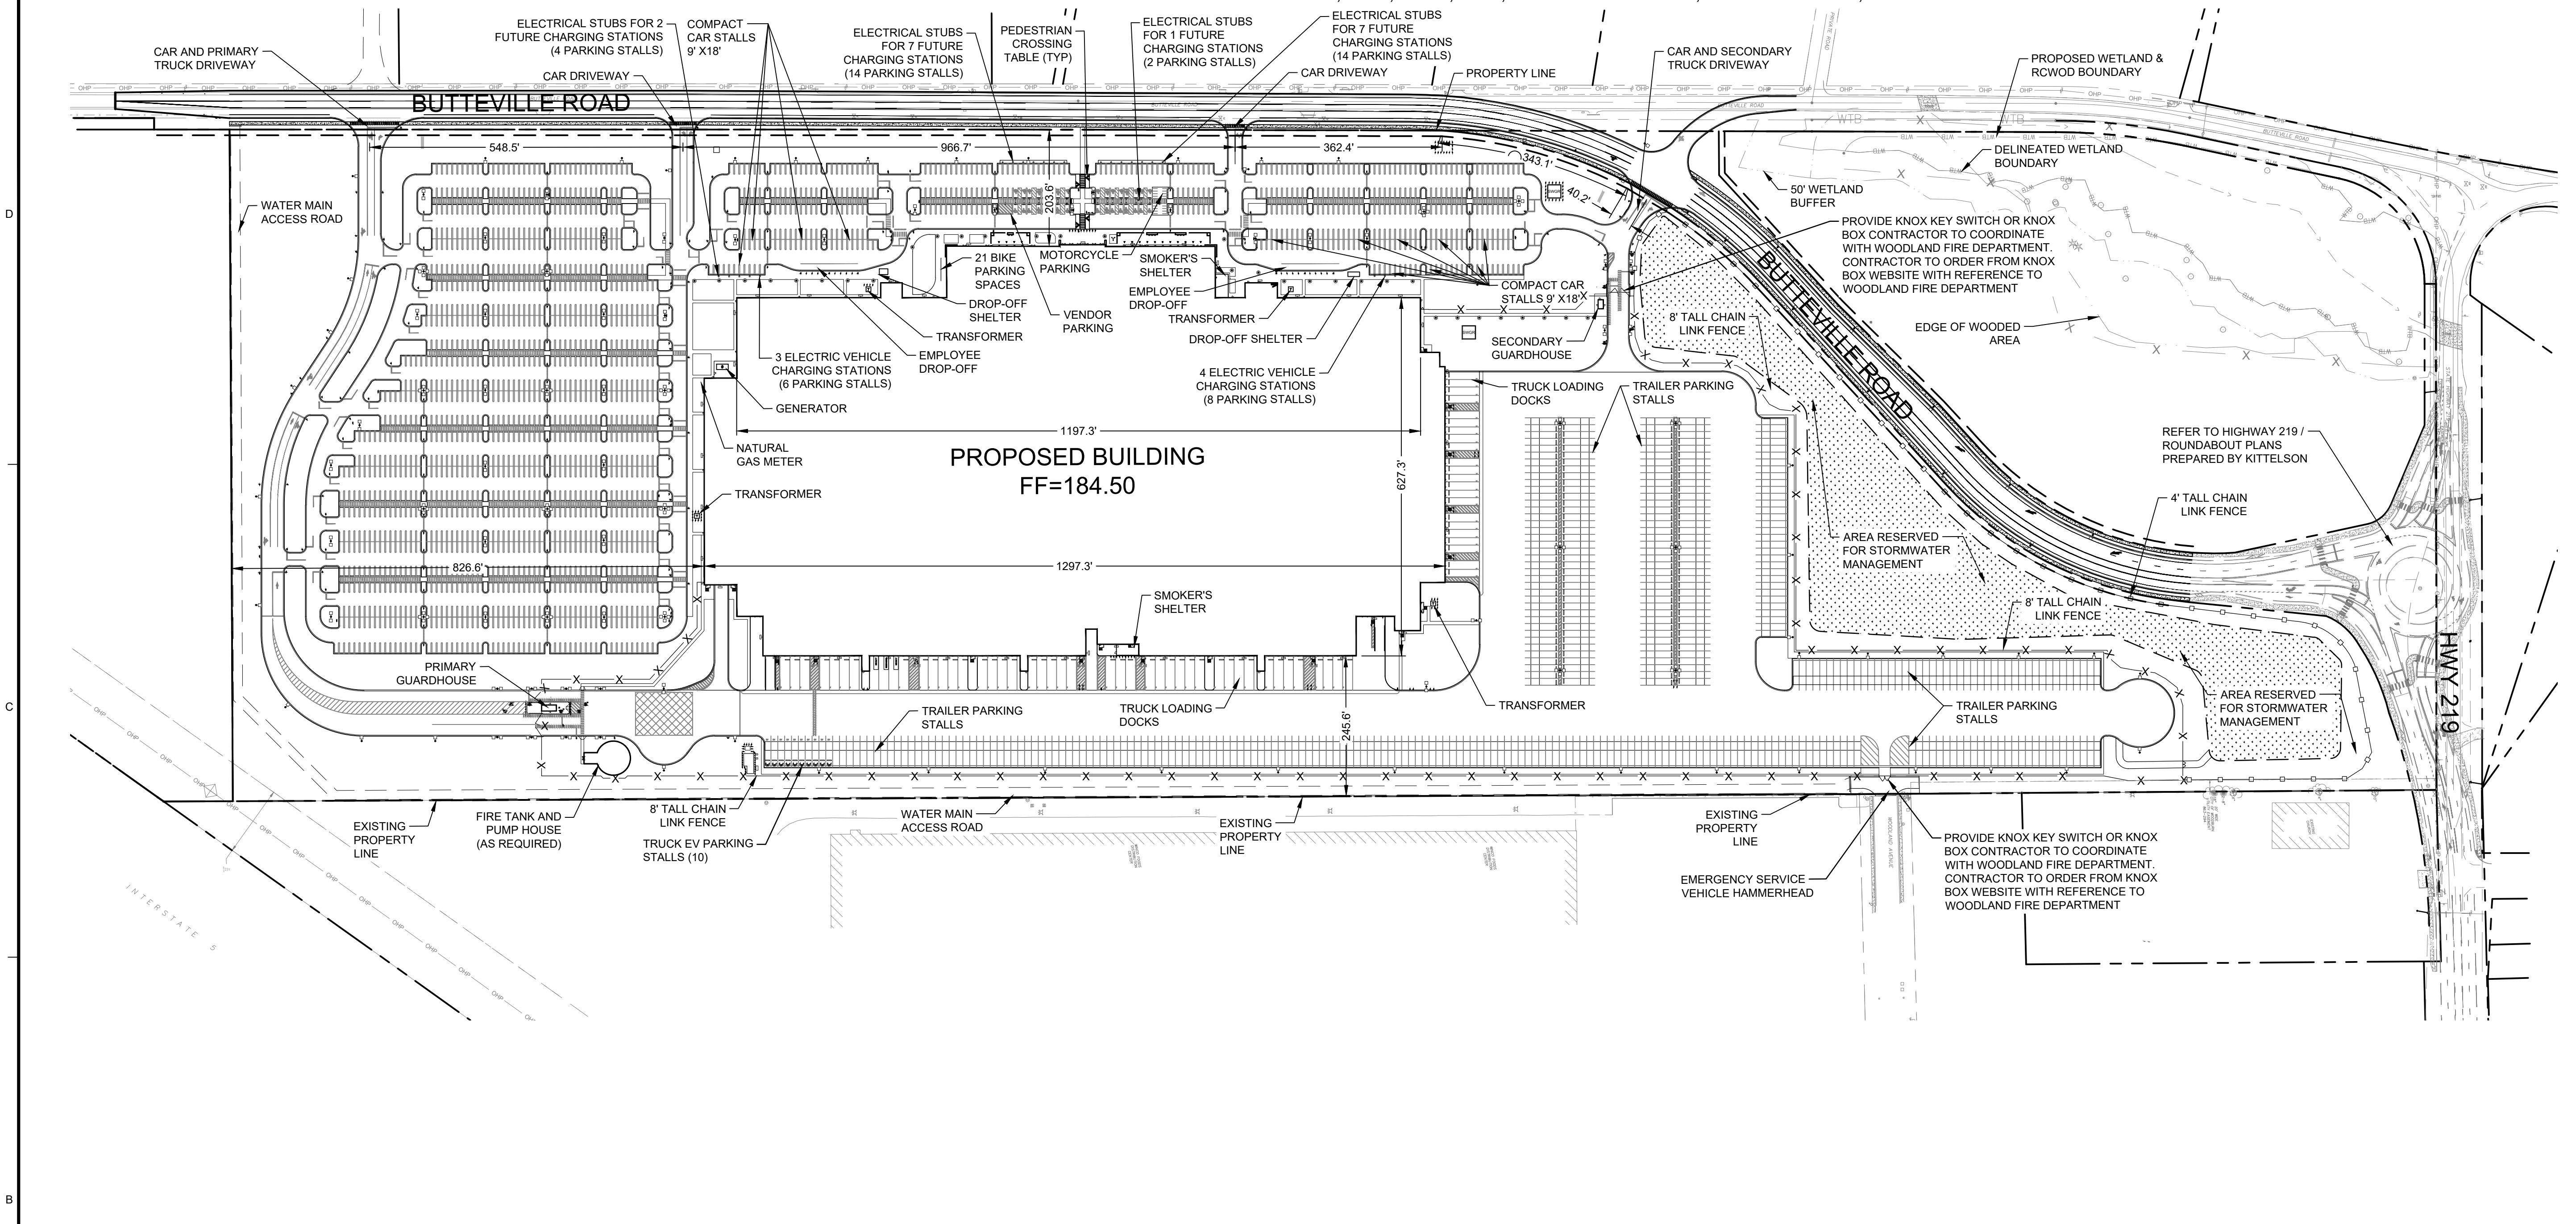 CAR AND PRIMARY
TRUCK DRIVEWAY
ELECTRICAL STUBS FOR 2
FUTURE CHARGING STATIONS
(4 PARKING STALLS)
COMPACT
CAR STALLS
9' X18'
CAR DRIVEWAY
ELECTRICAL STUBS
FOR 7 FUTURE
CHARGING STATIONS
(14 PARKING STALLS)
PEDESTRIAN
CROSSING
TABLE (TYP)
ELECTRICAL STUBS
FOR 1 FUTURE
CHARGING STATIONS
(2 PARKING STALLS)
ELECTRICAL STUBS
FOR 7 FUTURE
CHARGING STATIONS
(14 PARKING STALLS)
CAR DRIVEWAY
PROPERTY LINE
CAR AND SECONDARY
TRUCK DRIVEWAY
PRIVATE ROAD
PROPOSED WETLAND &
RCWOD BOUNDARY
BUTTEVILLE ROAD
BUTTEVILLE ROAD
BUTTEVILLE ROAD
BUTTEVILLE ROAD
548.5'
966.7'
362.4'
343.1'
40.2'
203.6'
DELINEATED WETLAND
BOUNDARY
50' WETLAND
BUFFER
D
WATER MAIN
ACCESS ROAD
PROVIDE KNOX KEY SWITCH OR KNOX
BOX CONTRACTOR TO COORDINATE
WITH WOODLAND FIRE DEPARTMENT.
CONTRACTOR TO ORDER FROM KNOX
BOX WEBSITE WITH REFERENCE TO
WOODLAND FIRE DEPARTMENT
21 BIKE
PARKING
SPACES
MOTORCYCLE
PARKING
SMOKER'S
SHELTER
EMPLOYEE
DROP-OFF
TRANSFORMER
DROP-OFF SHELTER
COMPACT CAR
STALLS 9' X18'
DROP-OFF
SHELTER
VENDOR
PARKING
TRANSFORMER
EMPLOYEE
DROP-OFF
3 ELECTRIC VEHICLE
CHARGING STATIONS
(6 PARKING STALLS)
GENERATOR
4 ELECTRIC VEHICLE
CHARGING STATIONS
(8 PARKING STALLS)
SECONDARY
GUARDHOUSE
8' TALL CHAIN
LINK FENCE
BUTTEVILLE ROAD
EDGE OF WOODED
AREA
TRUCK LOADING
DOCKS
TRAILER PARKING
STALLS
1197.3'
NATURAL
GAS METER
PROPOSED BUILDING
FF=184.50
627.3'
TRANSFORMER
REFER TO HIGHWAY 219 /
ROUNDABOUT PLANS
PREPARED BY KITTELSON
4' TALL CHAIN
LINK FENCE
AREA RESERVED
FOR STORMWATER
MANAGEMENT
826.6'
1297.3'
SMOKER'S
SHELTER
8' TALL CHAIN
LINK FENCE
HWY 219
PRIMARY
GUARDHOUSE
C
TRAILER PARKING
STALLS
TRUCK LOADING
DOCKS
245.6'
TRANSFORMER
TRAILER PARKING
STALLS
AREA RESERVED
FOR STORMWATER
MANAGEMENT
EXISTING
PROPERTY
LINE
FIRE TANK AND
PUMP HOUSE
(AS REQUIRED)
8' TALL CHAIN
LINK FENCE
TRUCK EV PARKING
STALLS (10)
WATER MAIN
ACCESS ROAD
EXISTING
PROPERTY
LINE
EXISTING
PROPERTY
LINE
WOODLAND AVENUE
PROVIDE KNOX KEY SWITCH OR KNOX
BOX CONTRACTOR TO COORDINATE
WITH WOODLAND FIRE DEPARTMENT.
CONTRACTOR TO ORDER FROM KNOX
BOX WEBSITE WITH REFERENCE TO
WOODLAND FIRE DEPARTMENT
EMERGENCY SERVICE
VEHICLE HAMMERHEAD
INTERSTATE 5
B